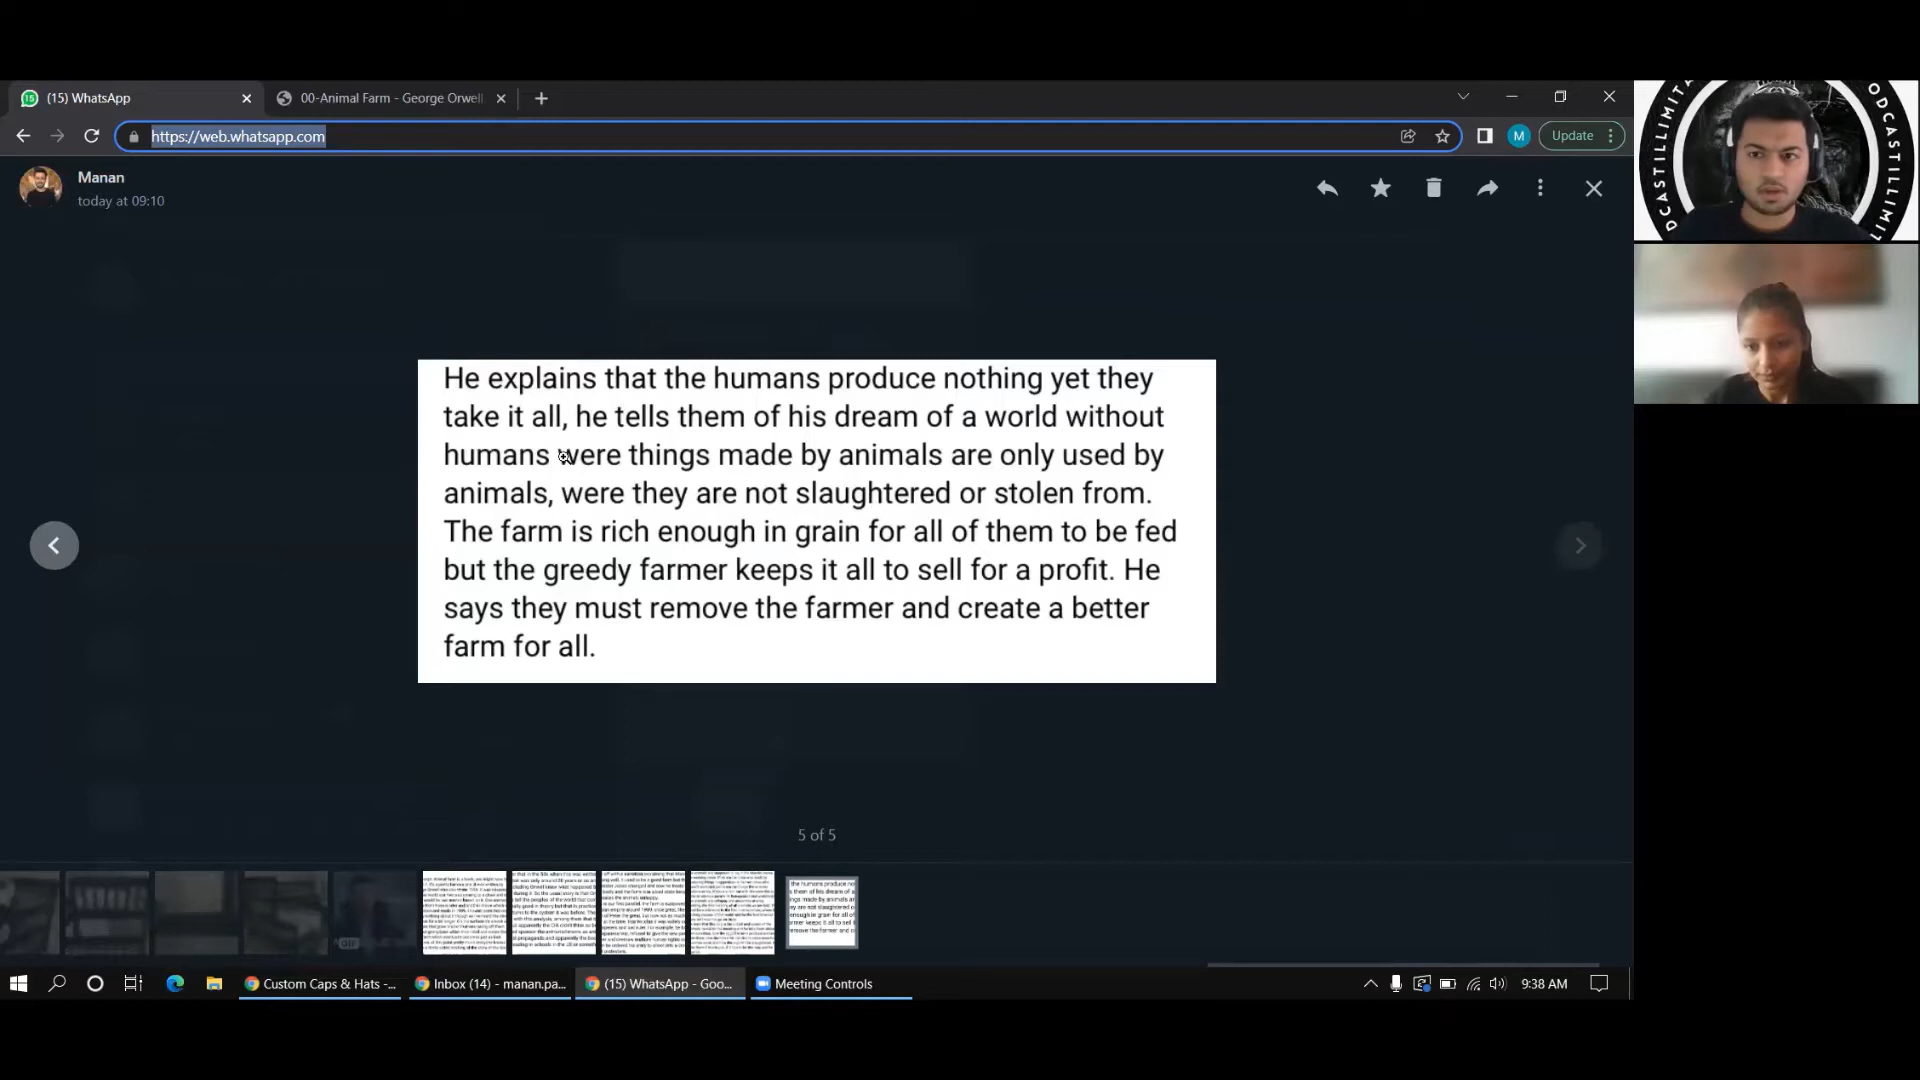 (15) WhatsApp
00-Animal Farm - George Orwell
https://web.whatsapp.com
M
Update
Manan
today at 09:10
He explains that the humans produce nothing yet they
take it all, he tells them of his dream of a world without
humans were things made by animals are only used by
animals, were they are not slaughtered or stolen from.
The farm is rich enough in grain for all of them to be fed
but the greedy farmer keeps it all to sell for a profit. He
says they must remove the farmer and create a better
farm for all.
5 of 5
GIF
Custom Caps & Hats -...
Inbox (14) - manan.pa...
(15) WhatsApp - Goo...
Meeting Controls
9:38 AM